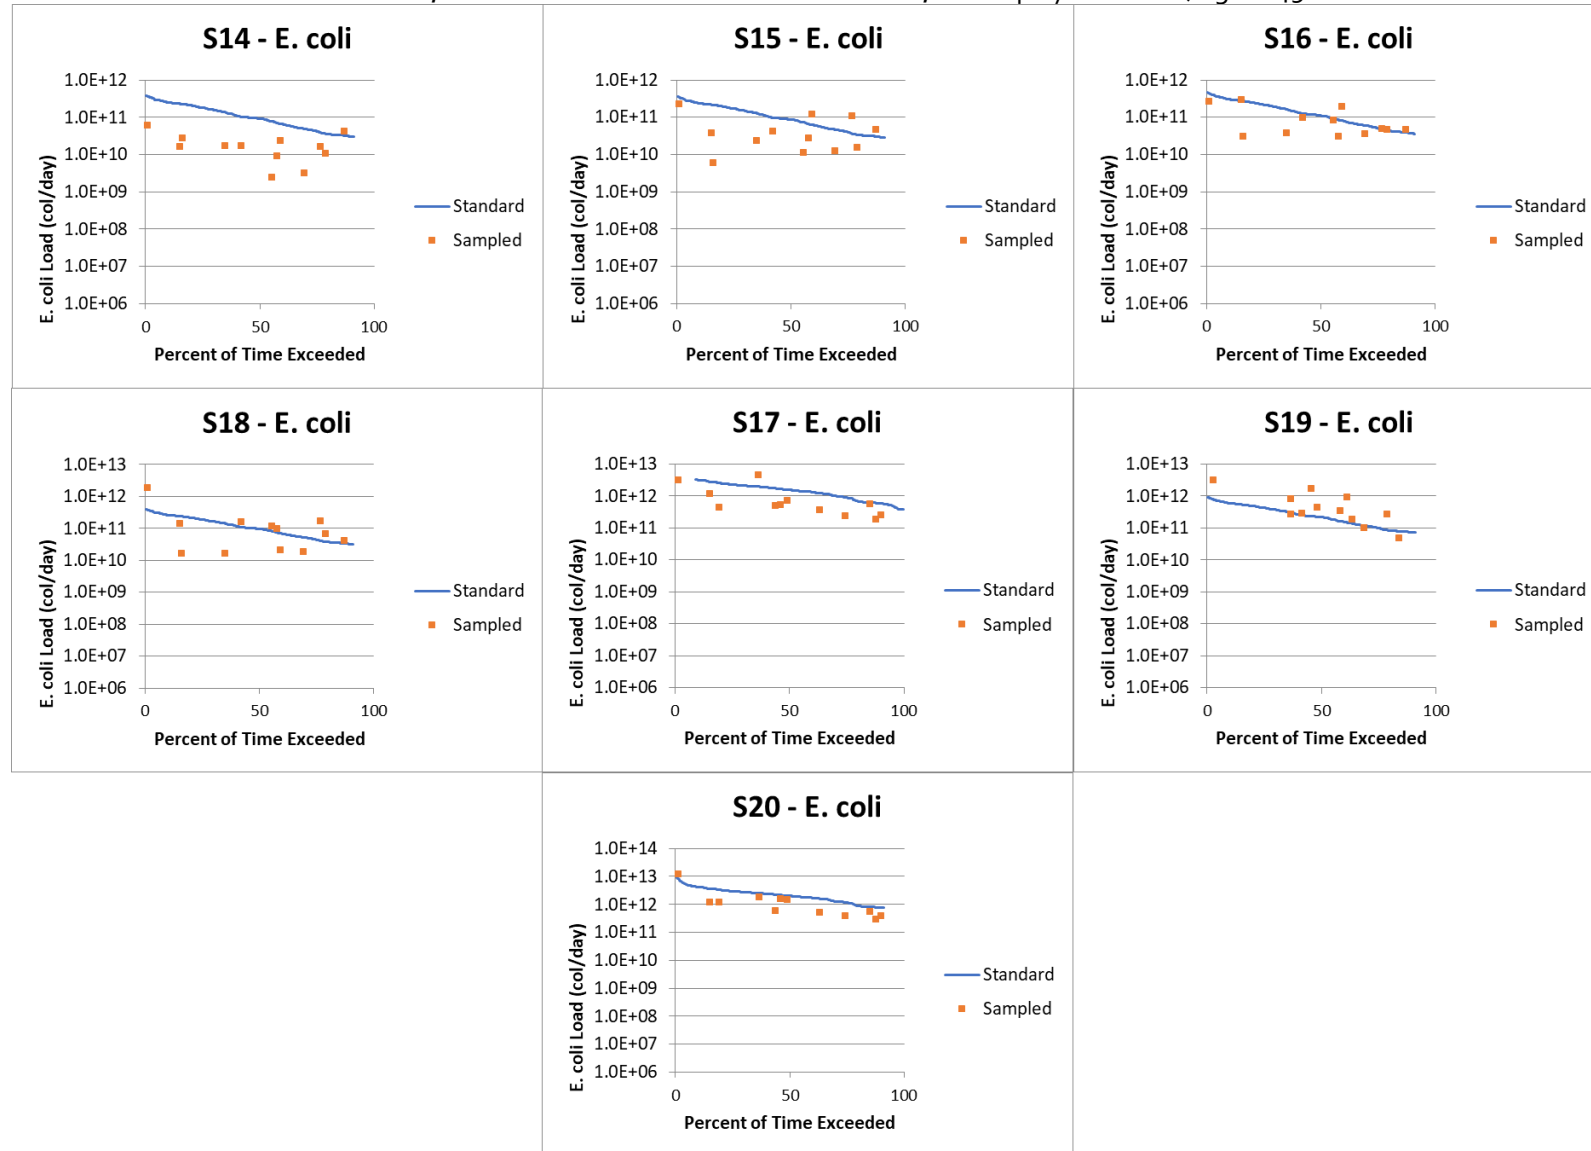 S14 - E. coli
1.0E+12
1.0E+11
1.0E+10
1.0E+09
1.0E+08
1.0E+07
1.0E+06
E. coli Load (col/day)
0 50 100
Percent of Time Exceeded
Standard
Sampled
S15 - E. coli
1.0E+12
1.0E+11
1.0E+10
1.0E+09
1.0E+08
1.0E+07
1.0E+06
E. coli Load (col/day)
0 50 100
Percent of Time Exceeded
Standard
Sampled
S16 - E. coli
1.0E+12
1.0E+11
1.0E+10
1.0E+09
1.0E+08
1.0E+07
1.0E+06
E. coli Load (col/day)
0 50 100
Percent of Time Exceeded
Standard
Sampled
S18 - E. coli
1.0E+13
1.0E+12
1.0E+11
1.0E+10
1.0E+09
1.0E+08
1.0E+07
1.0E+06
E. coli Load (col/day)
0 50 100
Percent of Time Exceeded
Standard
Sampled
S17 - E. coli
1.0E+13
1.0E+12
1.0E+11
1.0E+10
1.0E+09
1.0E+08
1.0E+07
1.0E+06
E. coli Load (col/day)
0 50 100
Percent of Time Exceeded
Standard
Sampled
S19 - E. coli
1.0E+13
1.0E+12
1.0E+11
1.0E+10
1.0E+09
1.0E+08
1.0E+07
1.0E+06
E. coli Load (col/day)
0 50 100
Percent of Time Exceeded
Standard
Sampled
S20 - E. coli
1.0E+14
1.0E+13
1.0E+12
1.0E+11
1.0E+10
1.0E+09
1.0E+08
1.0E+07
1.0E+06
E. coli Load (col/day)
0 50 100
Percent of Time Exceeded
Standard
Sampled